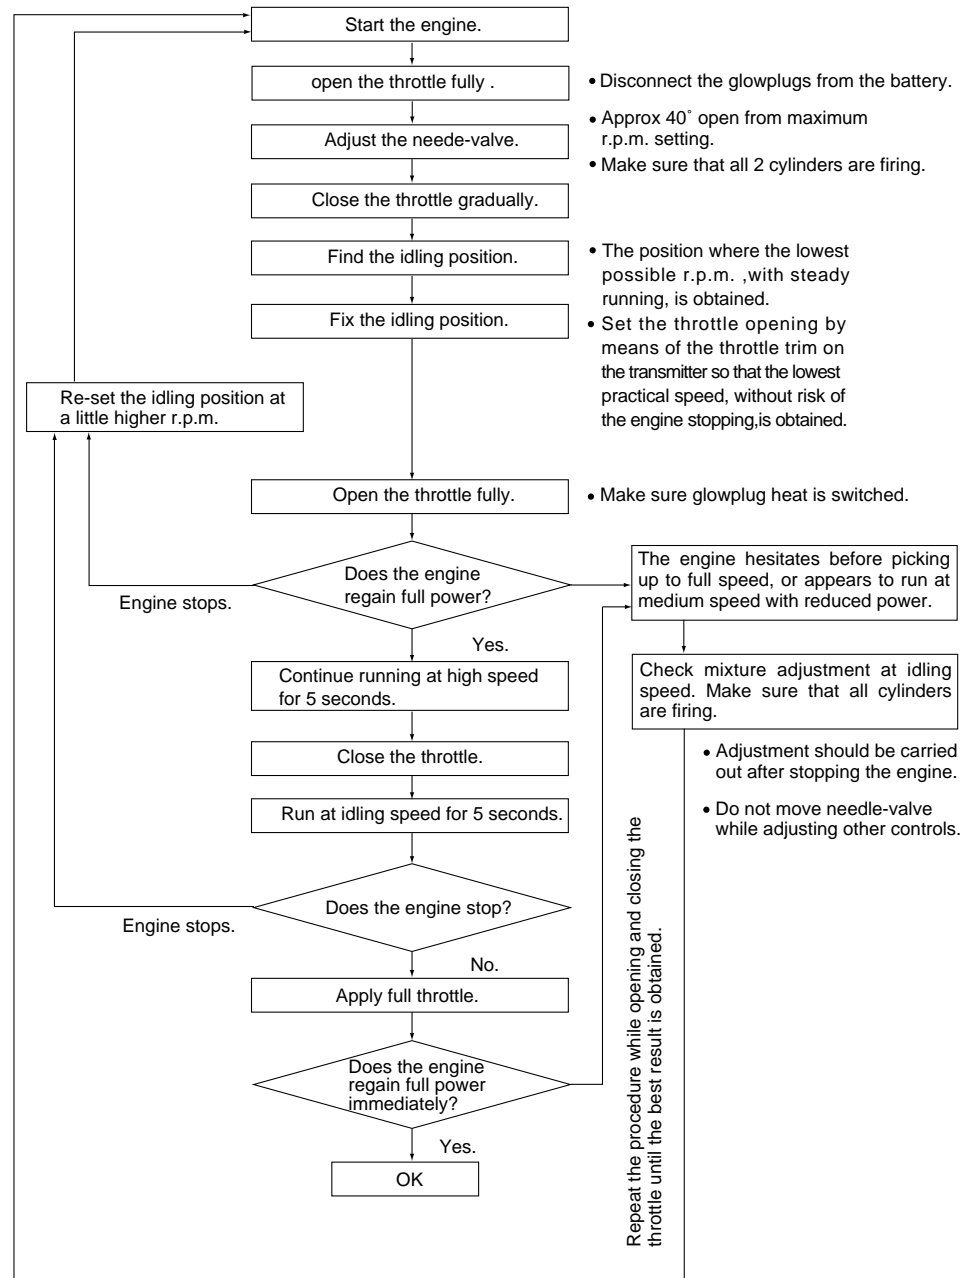 Start the engine.
open the throttle fully .
• Disconnect the glowplugs from the battery.
Adjust the neede-valve.
• Approx 40˚ open from maximum
r.p.m. setting.
• Make sure that all 2 cylinders are firing.
Close the throttle gradually.
Find the idling position.
• The position where the lowest
possible r.p.m. ,with steady
running, is obtained.
Fix the idling position.
• Set the throttle opening by
means of the throttle trim on
the transmitter so that the lowest
practical speed, without risk of
the engine stopping,is obtained.
Re-set the idling position at
a little higher r.p.m.
Open the throttle fully.
• Make sure glowplug heat is switched.
Does the engine
regain full power?
Engine stops.
The engine hesitates before picking
up to full speed, or appears to run at
medium speed with reduced power.
Yes.
Continue running at high speed
for 5 seconds.
Check mixture adjustment at idling
speed. Make sure that all cylinders
are firing.
Close the throttle.
• Adjustment should be carried
out after stopping the engine.
Run at idling speed for 5 seconds.
• Do not move needle-valve
while adjusting other controls.
Does the engine stop?
Engine stops.
No.
Apply full throttle.
Does the engine
regain full power
immediately?
Yes.
OK
Repeat the procedure while opening and closing the
throttle until the best result is obtained.